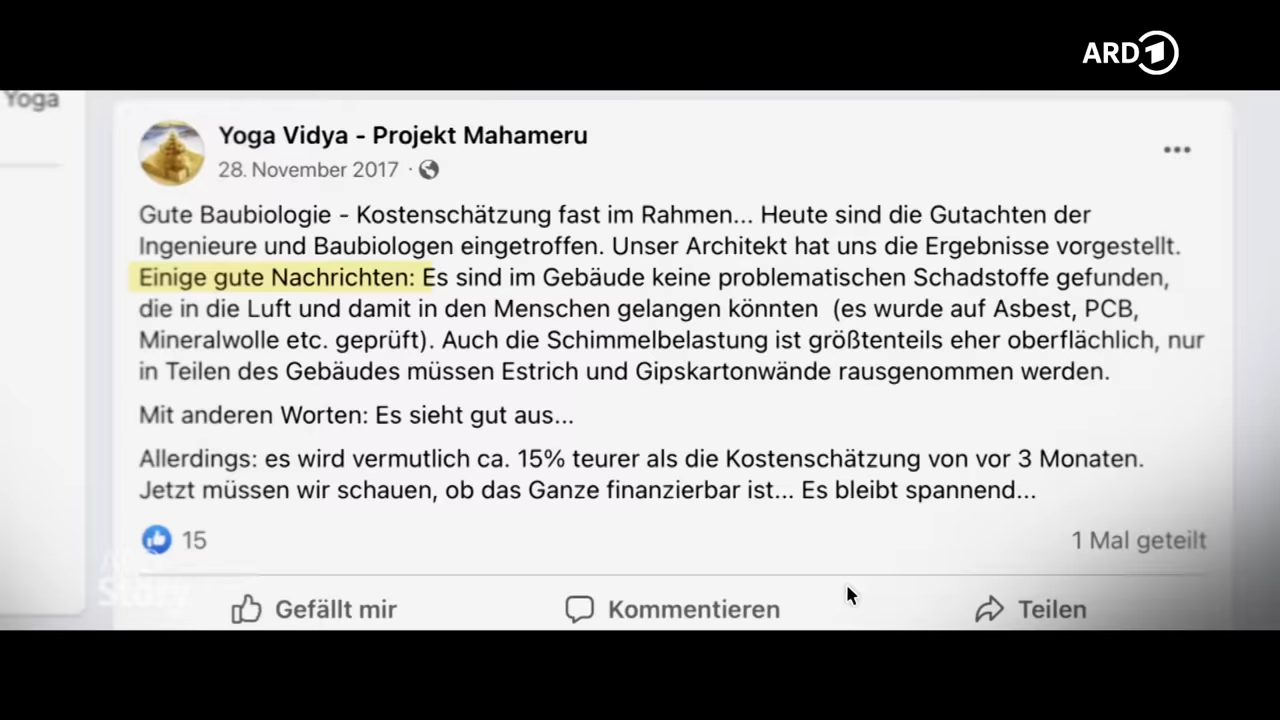 ARD 1
Yoga
Yoga Vidya - Projekt Mahameru
28. November 2017 ·
Gute Baubiologie - Kostenschätzung fast im Rahmen... Heute sind die Gutachten der
Ingenieure und Baubiologen eingetroffen. Unser Architekt hat uns die Ergebnisse vorgestellt.
Einige gute Nachrichten: Es sind im Gebäude keine problematischen Schadstoffe gefunden,
die in die Luft und damit in den Menschen gelangen könnten (es wurde auf Asbest, PCB,
Mineralwolle etc. geprüft). Auch die Schimmelbelastung ist größtenteils eher oberflächlich, nur
in Teilen des Gebäudes müssen Estrich und Gipskartonwände rausgenommen werden.
Mit anderen Worten: Es sieht gut aus...
Allerdings: es wird vermutlich ca. 15% teurer als die Kostenschätzung von vor 3 Monaten.
Jetzt müssen wir schauen, ob das Ganze finanzierbar ist... Es bleibt spannend...
15
1 Mal geteilt
Story
Gefällt mir
Kommentieren
Teilen